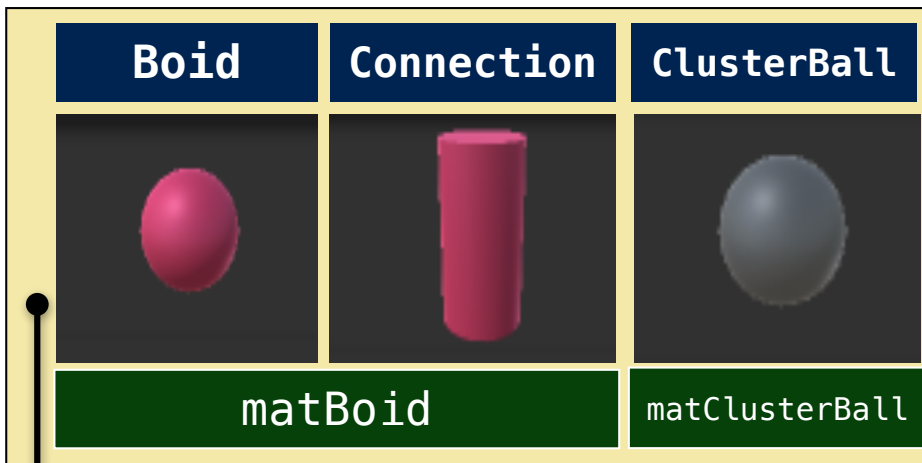 Boid
Connection
ClusterBall
matBoid
matClusterBall